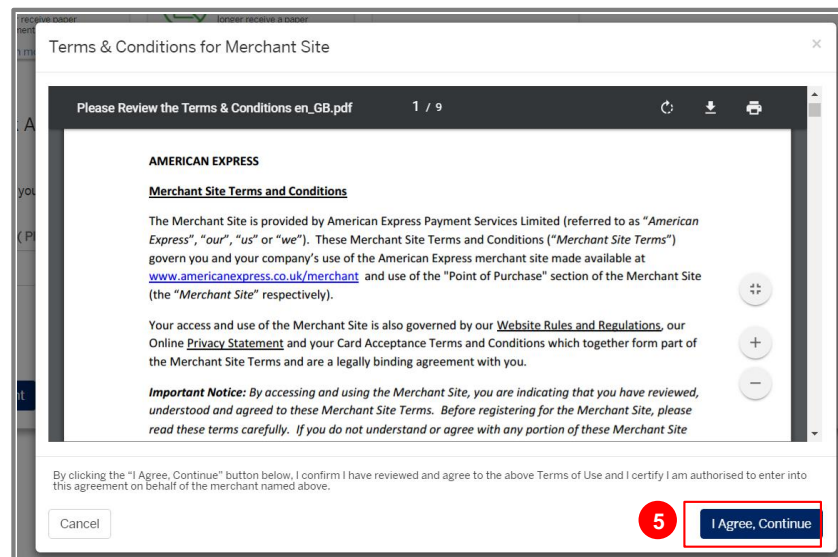 receive paper
longer receive a paper
Terms & Conditions for Merchant Site
×
Please Review the Terms & Conditions en_GB.pdf 1 / 9
AMERICAN EXPRESS
Merchant Site Terms and Conditions
The Merchant Site is provided by American Express Payment Services Limited (referred to as “American
Express”, “our”, “us” or “we”). These Merchant Site Terms and Conditions (“Merchant Site Terms”)
govern you and your company’s use of the American Express merchant site made available at
www.americanexpress.co.uk/merchant and use of the "Point of Purchase" section of the Merchant Site
(the “Merchant Site” respectively).
Your access and use of the Merchant Site is also governed by our Website Rules and Regulations, our
Online Privacy Statement and your Card Acceptance Terms and Conditions which together form part of
the Merchant Site Terms and are a legally binding agreement with you.
Important Notice: By accessing and using the Merchant Site, you are indicating that you have reviewed,
understood and agreed to these Merchant Site Terms. Before registering for the Merchant Site, please
read these terms carefully. If you do not understand or agree with any portion of these Merchant Site
By clicking the “I Agree, Continue” button below, I confirm I have reviewed and agree to the above Terms of Use and I certify I am authorised to enter into
this agreement on behalf of the merchant named above.
Cancel
5
I Agree, Continue